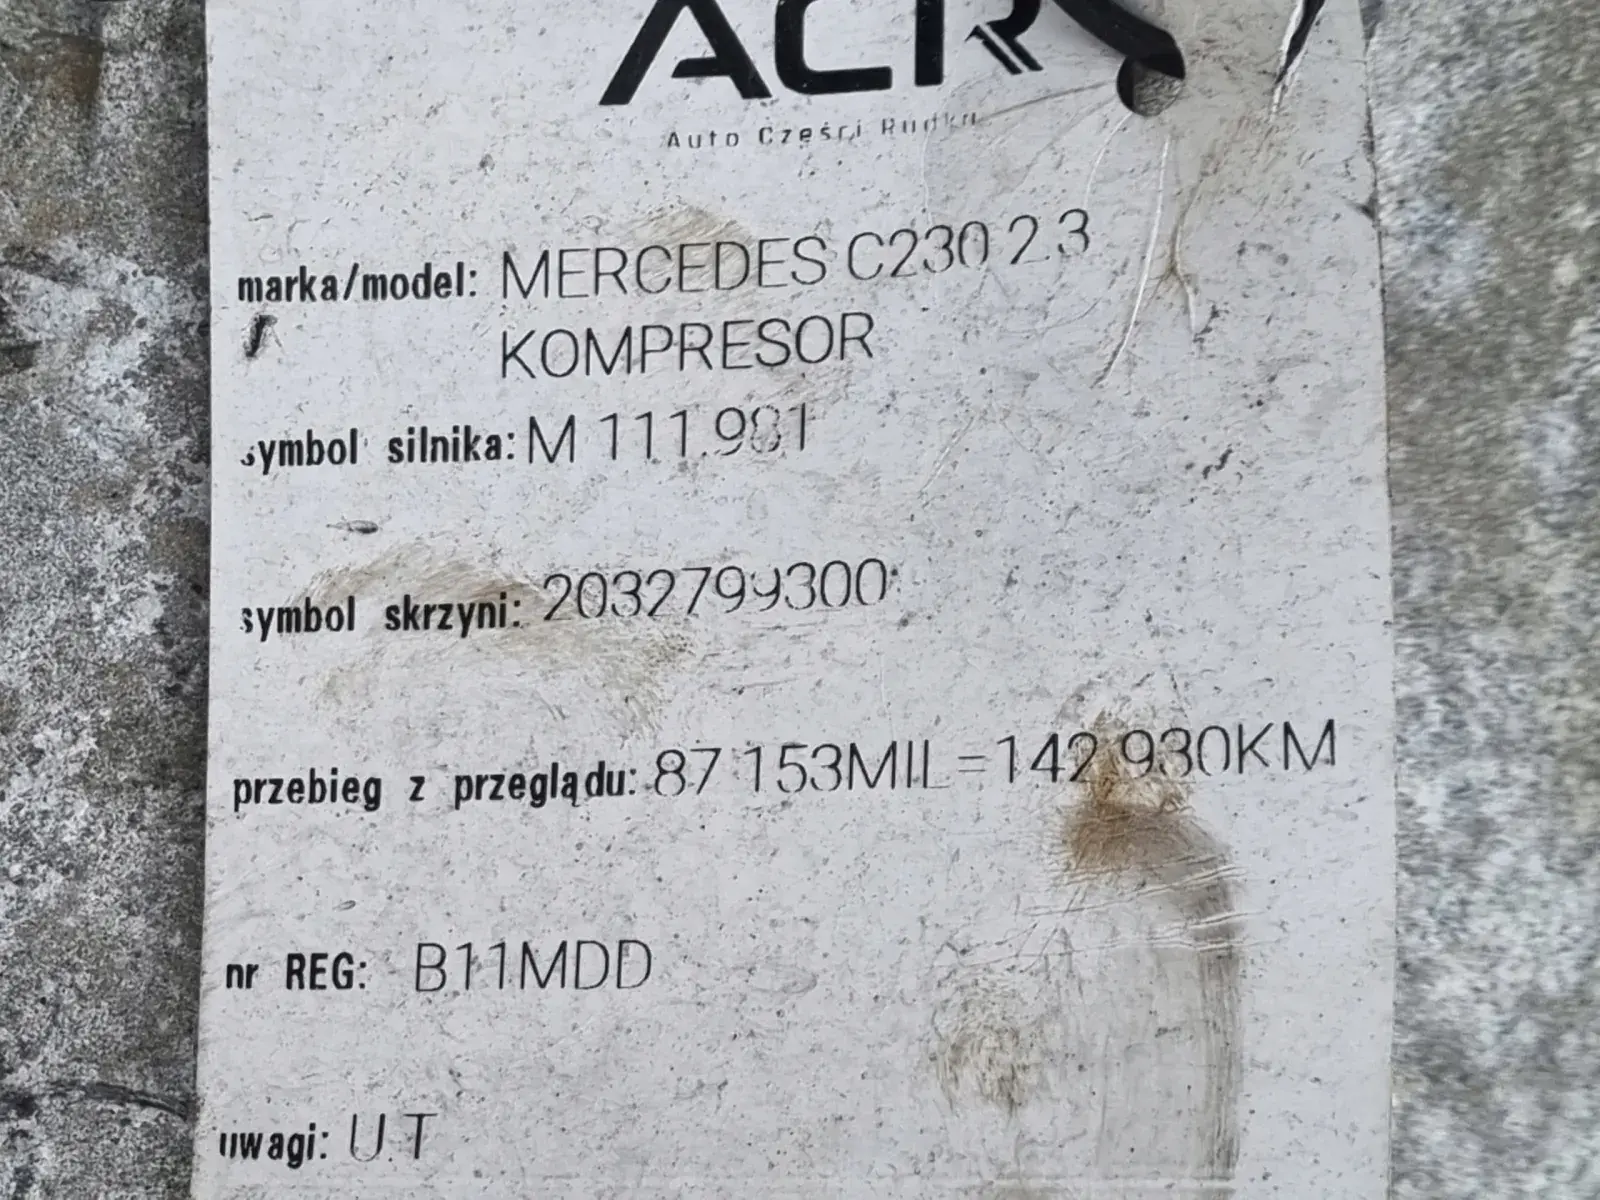 ACR
Auto Części Rudka
marka/model: MERCEDES C230 2.3
KOMPRESOR
symbol silnika: M 111.981
symbol skrzyni: 2032799300
przebieg z przeglądu: 87 153MIL=142 930KM
nr REG: B11MDD
uwagi: U.T